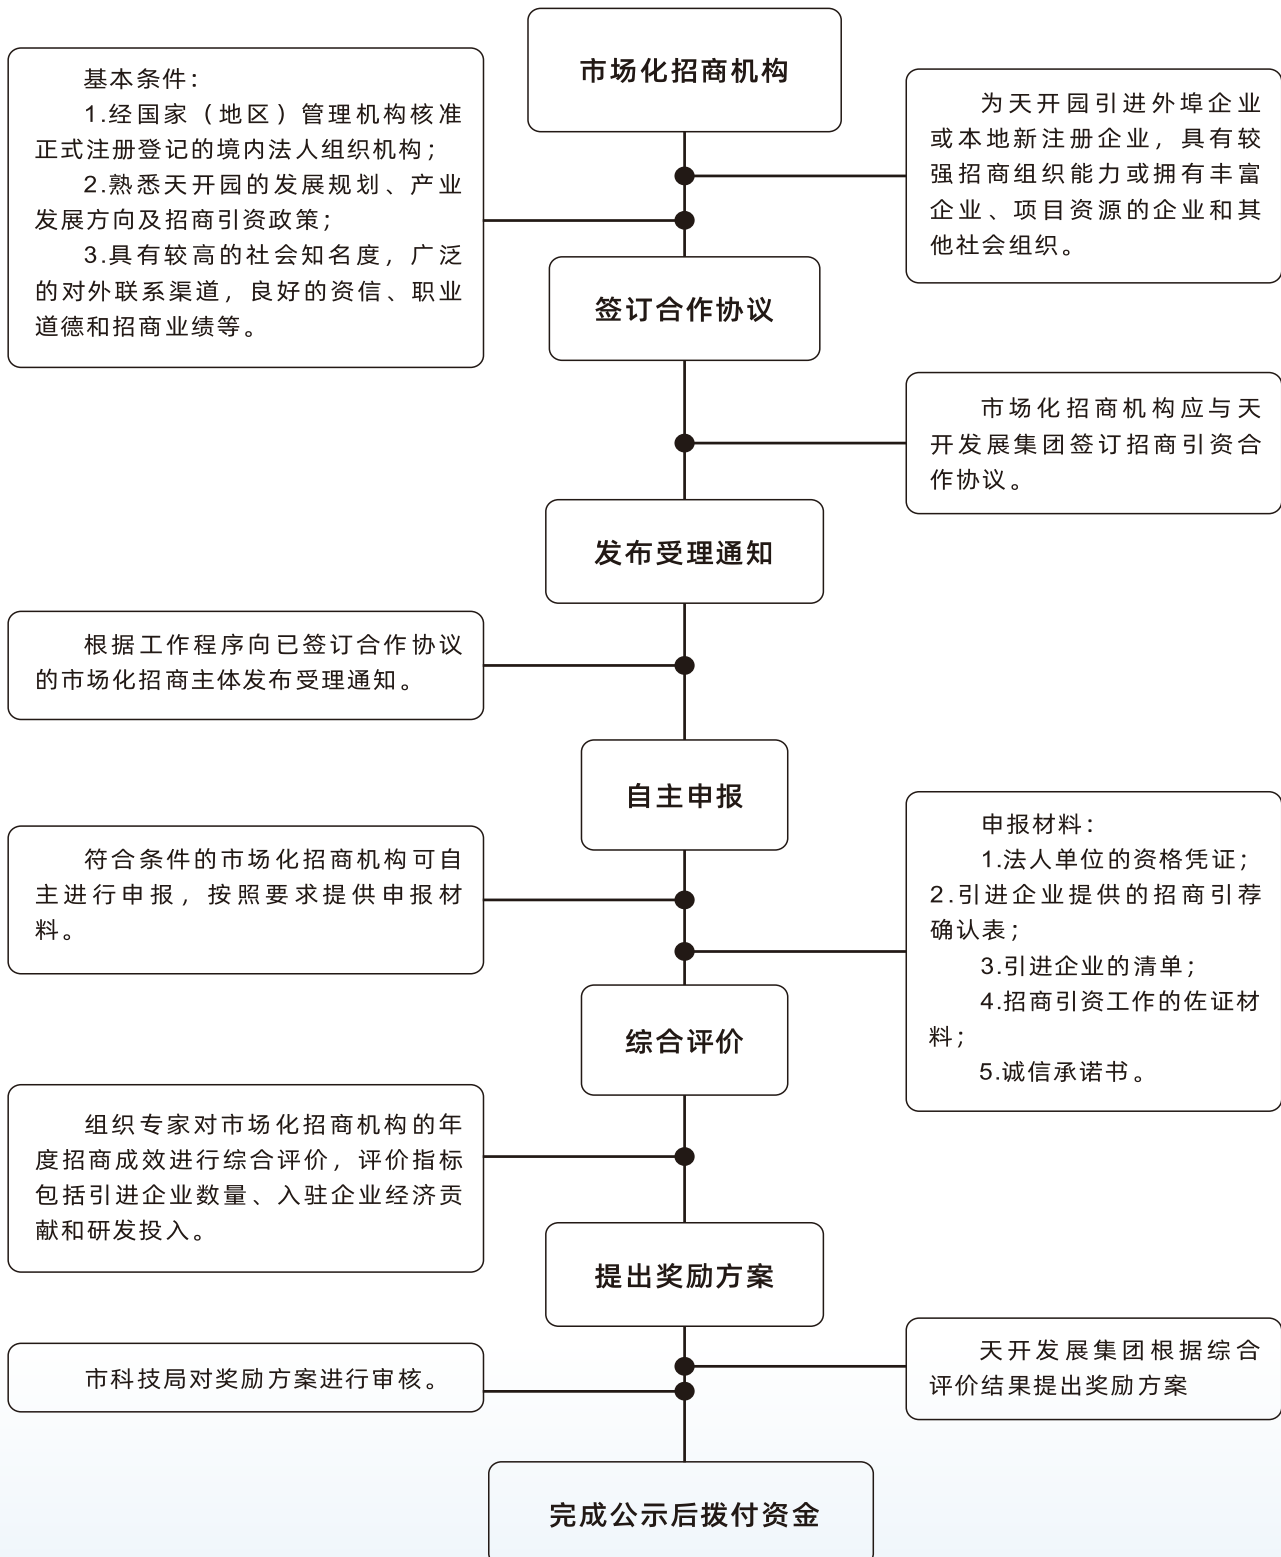 市场化招商机构
基本条件：
1.经国家（地区）管理机构核准
正式注册登记的境内法人组织机构；
2.熟悉天开园的发展规划、产业
发展方向及招商引资政策；
3.具有较高的社会知名度，广泛
的对外联系渠道，良好的资信、职业
道德和招商业绩等。
为天开园引进外埠企业
或本地新注册企业，具有较
强招商组织能力或拥有丰富
企业、项目资源的企业和其
他社会组织。
签订合作协议
市场化招商机构应与天
开发展集团签订招商引资合
作协议。
发布受理通知
根据工作程序向已签订合作协议
的市场化招商主体发布受理通知。
自主申报
符合条件的市场化招商机构可自
主进行申报，按照要求提供申报材
料。
申报材料：
1.法人单位的资格凭证；
2.引进企业提供的招商引荐
确认表；
3.引进企业的清单；
4.招商引资工作的佐证材
料；
5.诚信承诺书。
综合评价
组织专家对市场化招商机构的年
度招商成效进行综合评价，评价指标
包括引进企业数量、入驻企业经济贡
献和研发投入。
提出奖励方案
天开发展集团根据综合
评价结果提出奖励方案
市科技局对奖励方案进行审核。
完成公示后拨付资金